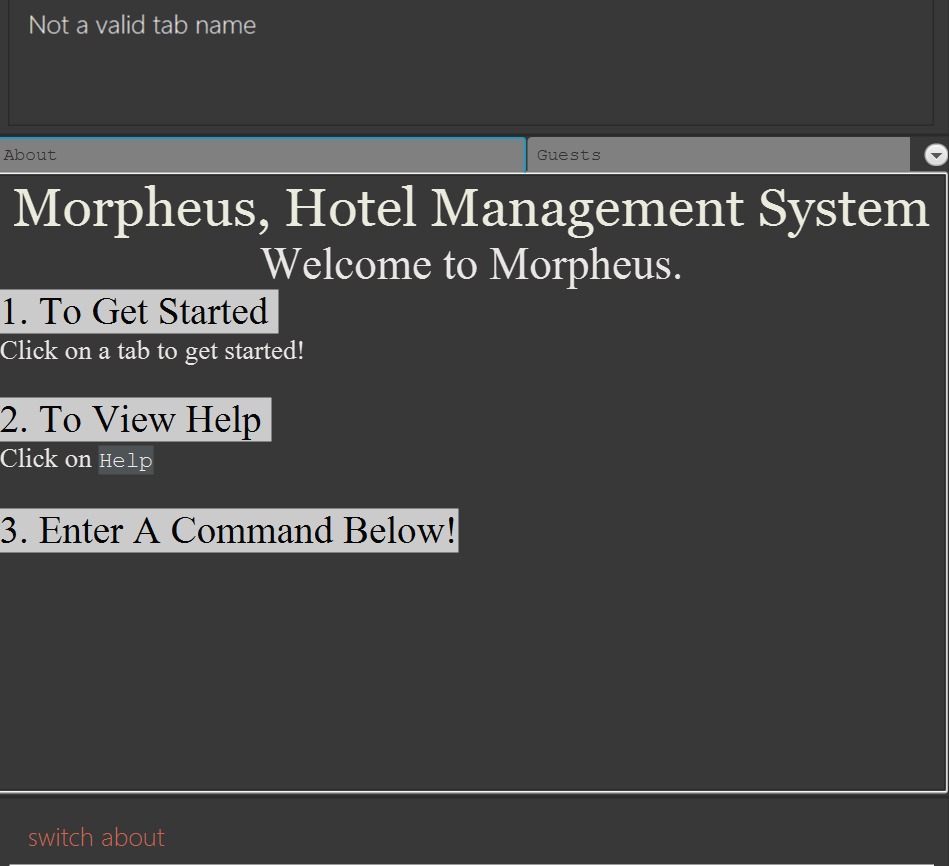 Not a valid tab name
About
Guests
Morpheus, Hotel Management System
Welcome to Morpheus.
1. To Get Started
Click on a tab to get started!
2. To View Help
Click on Help
3. Enter A Command Below!
switch about